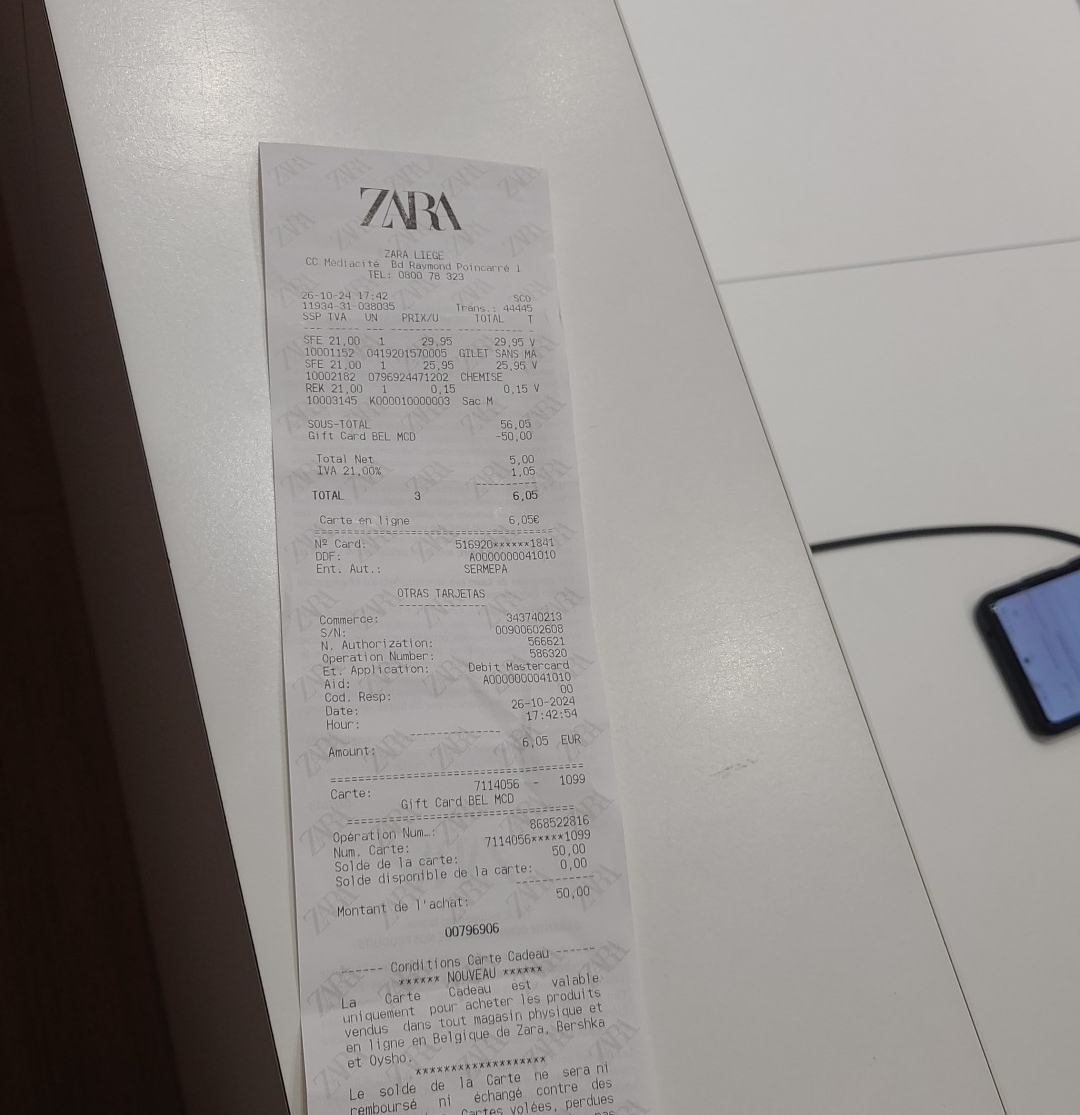 ZARA
ZARA LIEGE
CC Mediacité Bd Raymond Poincarré 1
TEL: 0800 78 323
26-10-24 17:42 SCO
11934-31-038035 Trans.: 44445
SSP IVA UN PRIX/U TOTAL T
SFE 21,00 1 29,95 29,95 V
10001152 0419201570005 GILET SANS MA
SFE 21,00 1 25,95 25,95 V
10002182 0796924471202 CHEMISE
REK 21,00 1 0,15 0,15 V
10003145 K000010000003 Sac M
SOUS-TOTAL 56,05
Gift Card BEL MCD -50,00
Total Net 5,00
IVA 21,00% 1,05
TOTAL 3 6,05
Carte en ligne 6,05€
Nº Card: 516920******1841
DDF: A0000000041010
Ent. Aut.: SERMEPA
OTRAS TARJETAS
Commerce: 343740213
S/N: 00900602608
N. Authorization: 566621
Operation Number: 586320
Et. Application: Debit Mastercard
Aid: A0000000041010
Cod. Resp: 00
Date: 26-10-2024
Hour: 17:42:54
Amount: 6,05 EUR
Carte: 7114056 - 1099
Gift Card BEL MCD
Opération Num.: 868522816
Num. Carte: 7114056*****1099
Solde de la carte: 50,00
Solde disponible de la carte: 0,00
Montant de l'achat: 50,00
00796906
------ Conditions Carte Cadeau ------
****** NOUVEAU ******
La Carte Cadeau est valable
uniquement pour acheter les produits
vendus dans tout magasin physique et
en ligne en Belgique de Zara, Bershka
et Oysho.
*******************
Le solde de la Carte ne sera ni
remboursé ni échangé contre des
Cartes volées, perdues